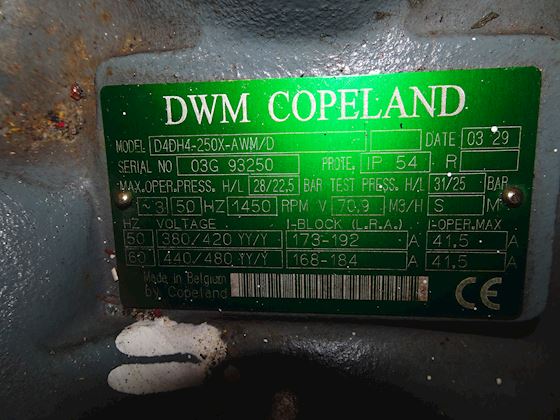 DWM COPELAND
MODEL D4DH4-250X-AWM/D DATE 03 29
SERIAL NO 03G 93250 PROTE. IP 54 R
MAX.OPER.PRESS. H/L 28/22,5 BAR TEST PRESS. H/L 31/25 BAR
~3 50 HZ 1450 RPM V 70,9 M3/H S M
HZ VOLTAGE I-BLOCK (L.R.A.) I-OPER.MAX
50 380/420 YY/Y 173-192 A 41,5 A
60 440/480 YY/Y 168-184 A 41,5 A
Made in Belgium
by Copeland CE